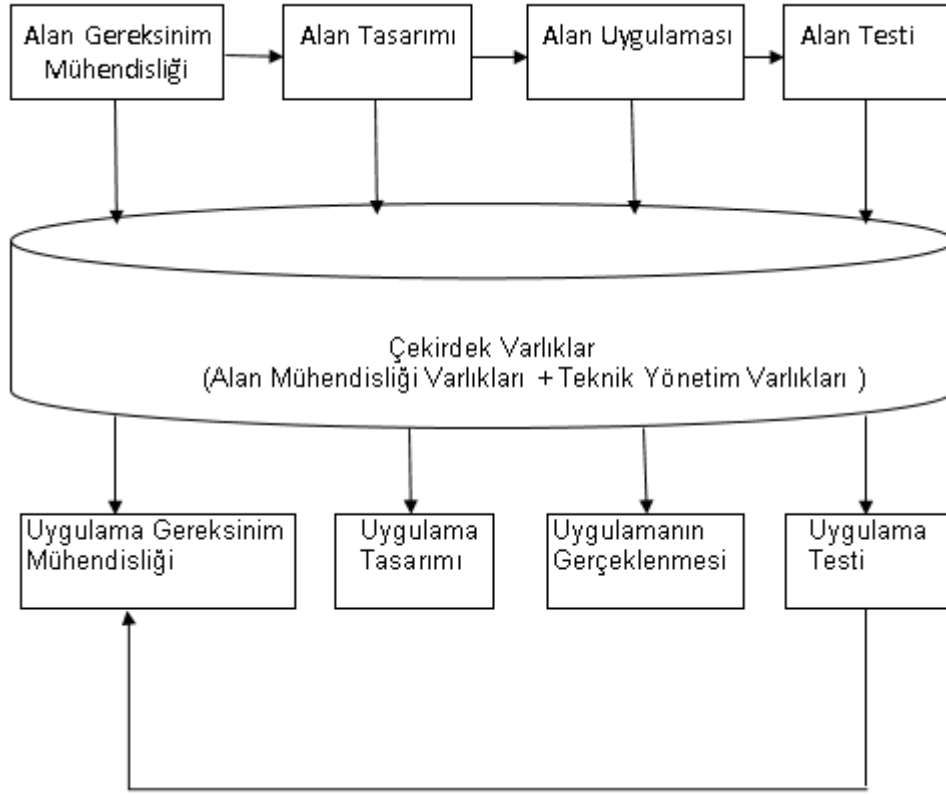 Alan Gereksinim
Mühendisliği
Alan Tasarımı
Alan Uygulaması
Alan Testi
Çekirdek Varlıklar
(Alan Mühendisliği Varlıkları + Teknik Yönetim Varlıkları )
Uygulama Gereksinim
Mühendisliği
Uygulama
Tasarımı
Uygulamanın
Gerçeklenmesi
Uygulama
Testi